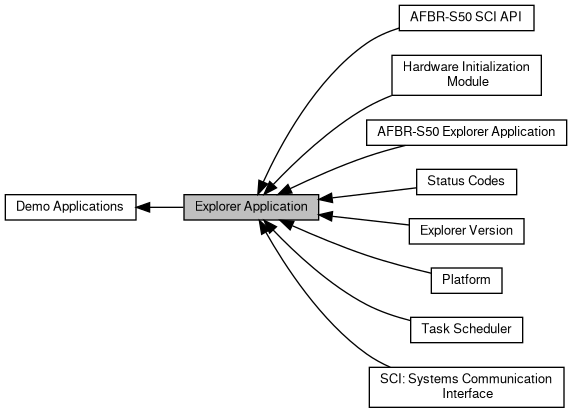 AFBR-S50 SCI API
Hardware Initialization
Module
AFBR-S50 Explorer Application
Status Codes
Demo Applications
Explorer Application
Explorer Version
Platform
Task Scheduler
SCI: Systems Communication
Interface